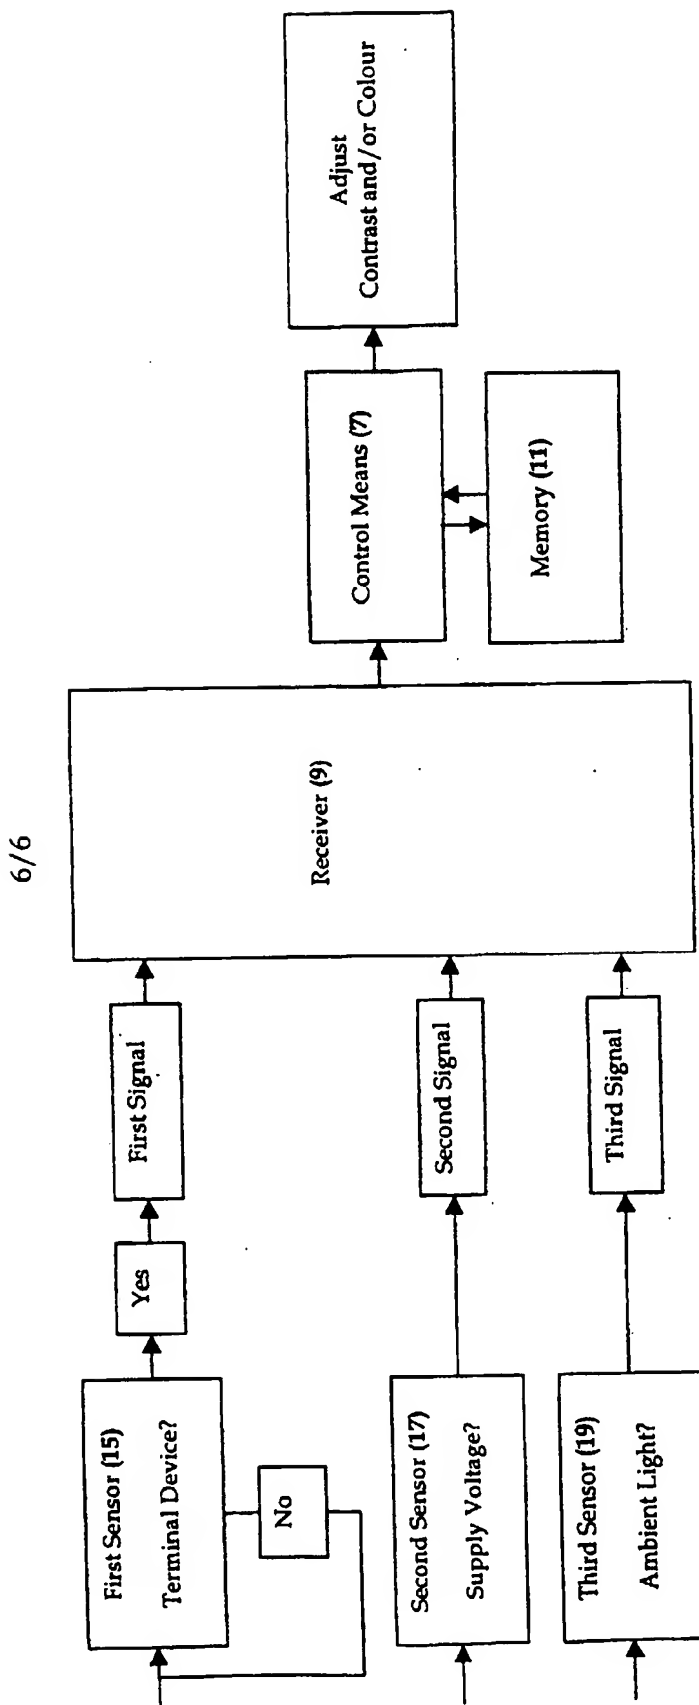 6/6
First Sensor (15)
Terminal Device?
No
Yes
First Signal
Second Sensor (17)
Supply Voltage?
Second Signal
Third Sensor (19)
Ambient Light?
Third Signal
Receiver (9)
Control Means (7)
Memory (11)
Adjust
Contrast and/or Colour